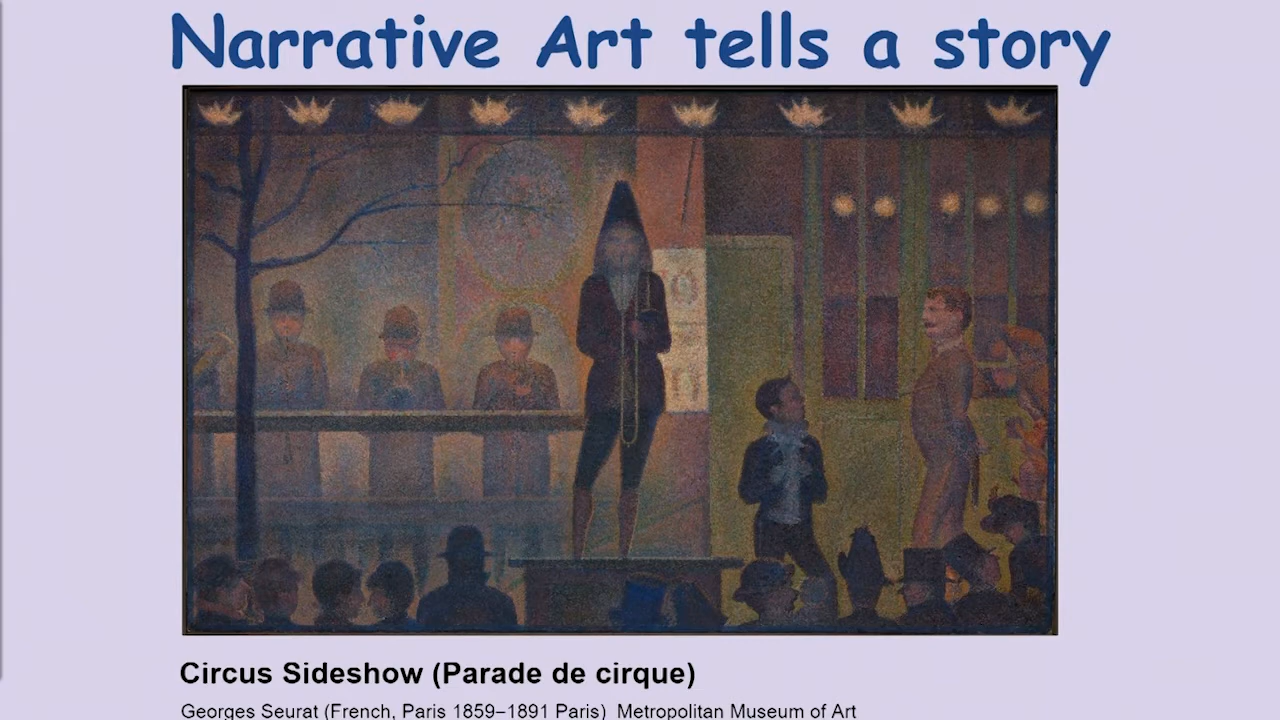 Narrative Art tells a story
Circus Sideshow (Parade de cirque)
Georges Seurat (French, Paris 1859–1891 Paris)  Metropolitan Museum of Art